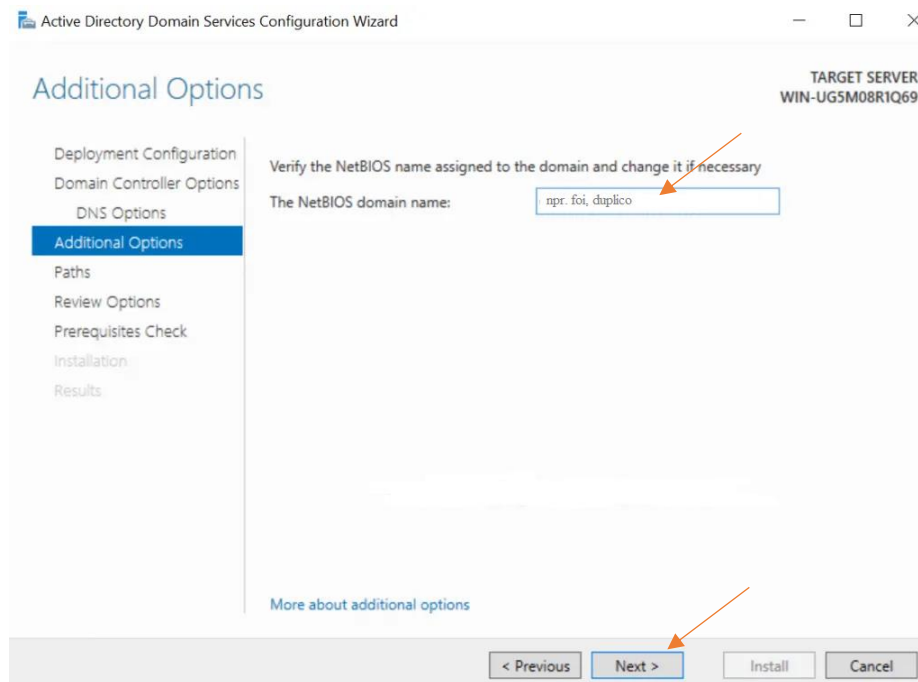 Active Directory Domain Services Configuration Wizard
Additional Options
TARGET SERVER
WIN-UG5M08R1Q69
Deployment Configuration
Domain Controller Options
DNS Options
Additional Options
Paths
Review Options
Prerequisites Check
Installation
Results
Verify the NetBIOS name assigned to the domain and change it if necessary
The NetBIOS domain name:
npr. foi, duplico
More about additional options
< Previous
Next >
Install
Cancel